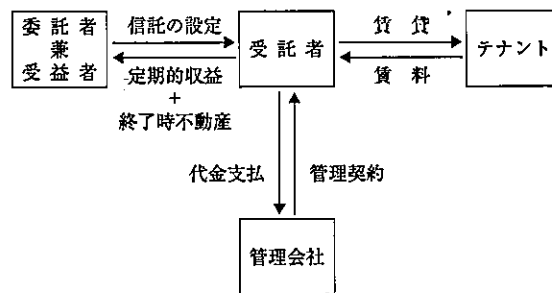 委託者
兼
受益者
信託の設定
定期的収益
+
終了時不動産
受託者
賃貸
賃料
テナント
代金支払
管理契約
管理会社